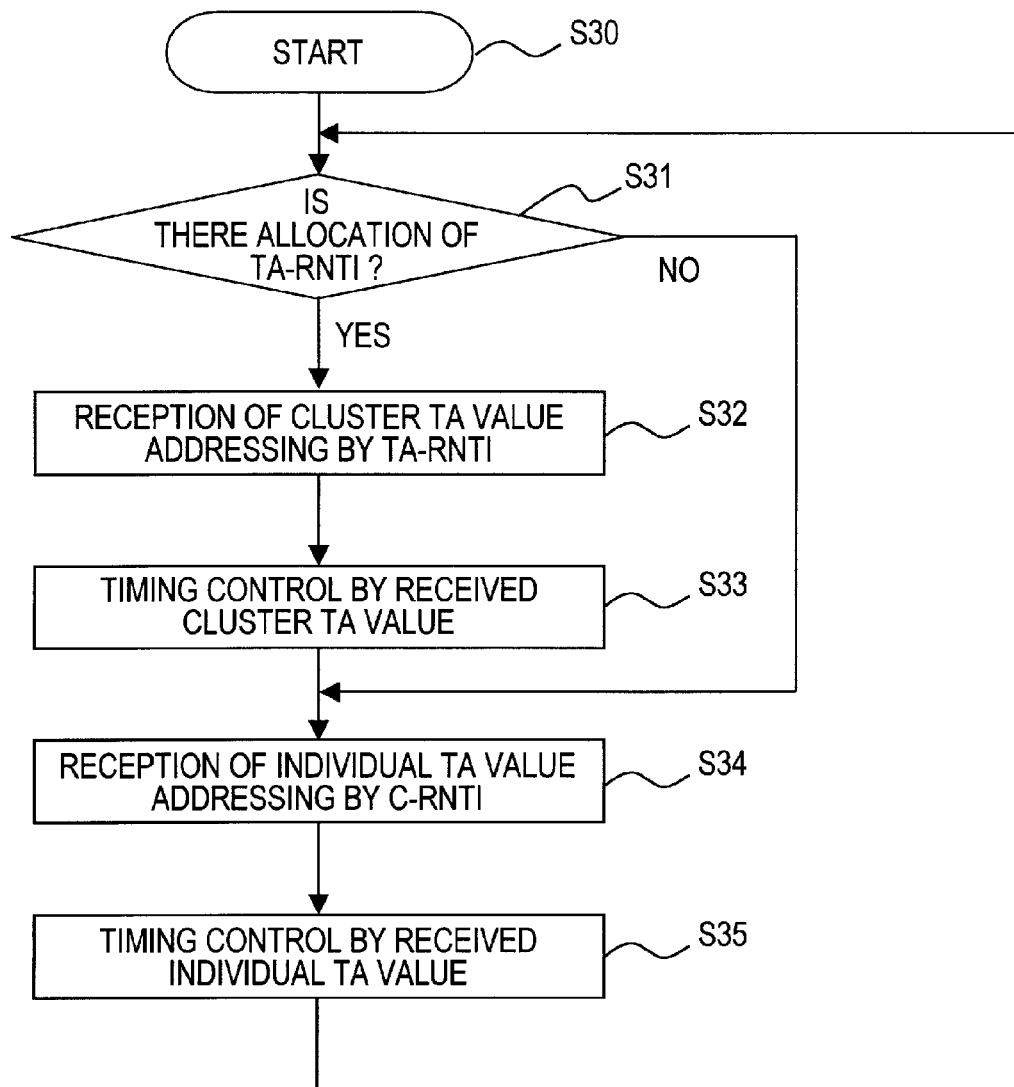 START
S30
S31
IS
THERE ALLOCATION OF
TA-RNTI ?
NO
YES
RECEPTION OF CLUSTER TA VALUE
ADDRESSING BY TA-RNTI
S32
TIMING CONTROL BY RECEIVED
CLUSTER TA VALUE
S33
RECEPTION OF INDIVIDUAL TA VALUE
ADDRESSING BY C-RNTI
S34
TIMING CONTROL BY RECEIVED
INDIVIDUAL TA VALUE
S35